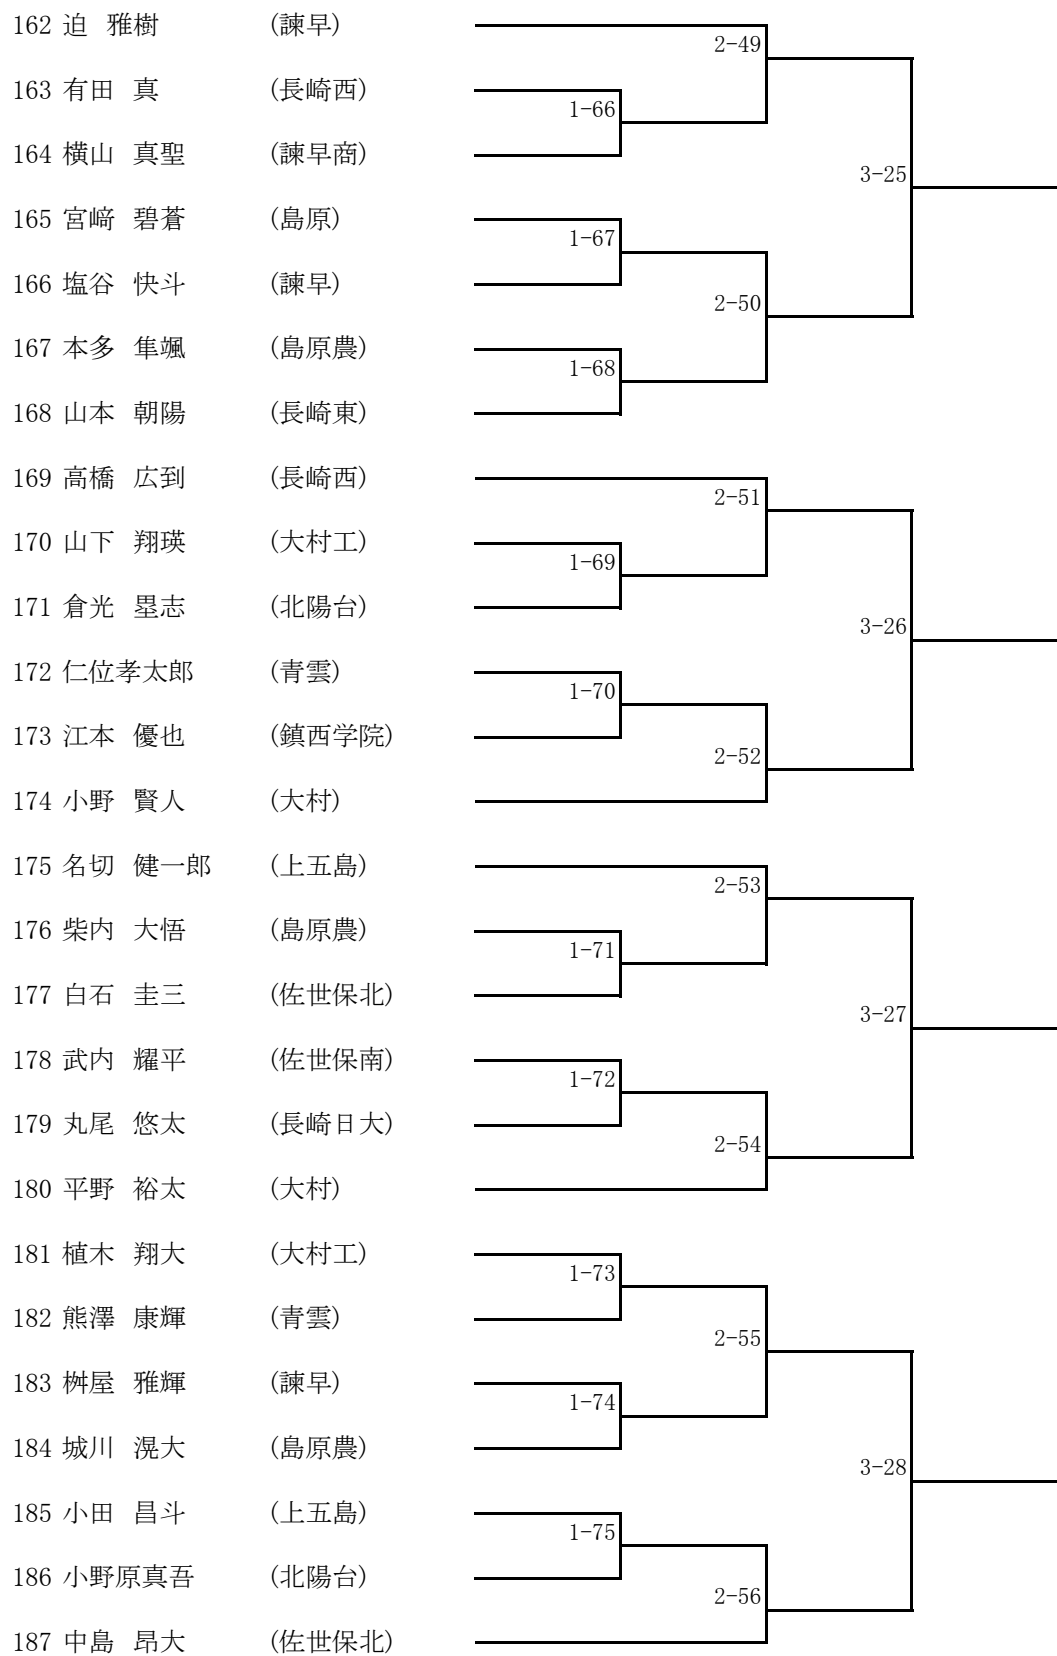 162 迫 雅樹 (諫早)
2-49
163 有田 真 (長崎西)
1-66
164 横山 真聖 (諫早商)
3-25
165 宮﨑 碧蒼 (島原)
1-67
166 塩谷 快斗 (諫早)
2-50
167 本多 隼颯 (島原農)
1-68
168 山本 朝陽 (長崎東)
169 高橋 広到 (長崎西)
2-51
170 山下 翔瑛 (大村工)
1-69
171 倉光 塁志 (北陽台)
3-26
172 仁位孝太郎 (青雲)
1-70
173 江本 優也 (鎮西学院)
2-52
174 小野 賢人 (大村)
175 名切 健一郎 (上五島)
2-53
176 柴内 大悟 (島原農)
1-71
177 白石 圭三 (佐世保北)
3-27
178 武内 耀平 (佐世保南)
1-72
179 丸尾 悠太 (長崎日大)
2-54
180 平野 裕太 (大村)
181 植木 翔大 (大村工)
1-73
182 熊澤 康輝 (青雲)
2-55
183 桝屋 雅輝 (諫早)
1-74
184 城川 滉大 (島原農)
3-28
185 小田 昌斗 (上五島)
1-75
186 小野原真吾 (北陽台)
2-56
187 中島 昂大 (佐世保北)